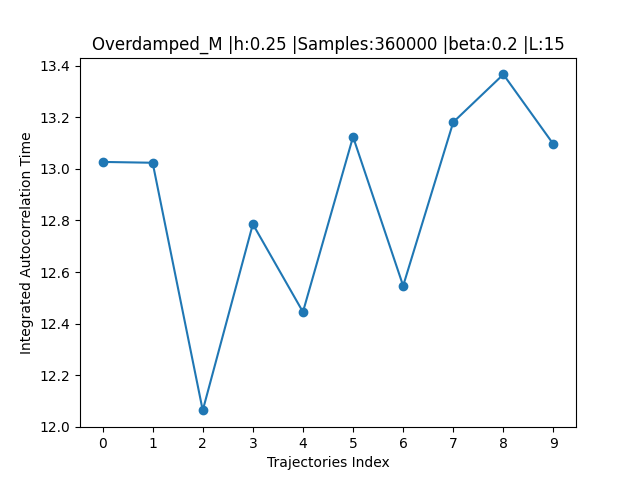 Overdamped_M |h:0.25 |Samples:360000 |beta:0.2 |L:15
Integrated Autocorrelation Time
13.4
13.2
13.0
12.8
12.6
12.4
12.2
12.0
0 1 2 3 4 5 6 7 8 9
Trajectories Index